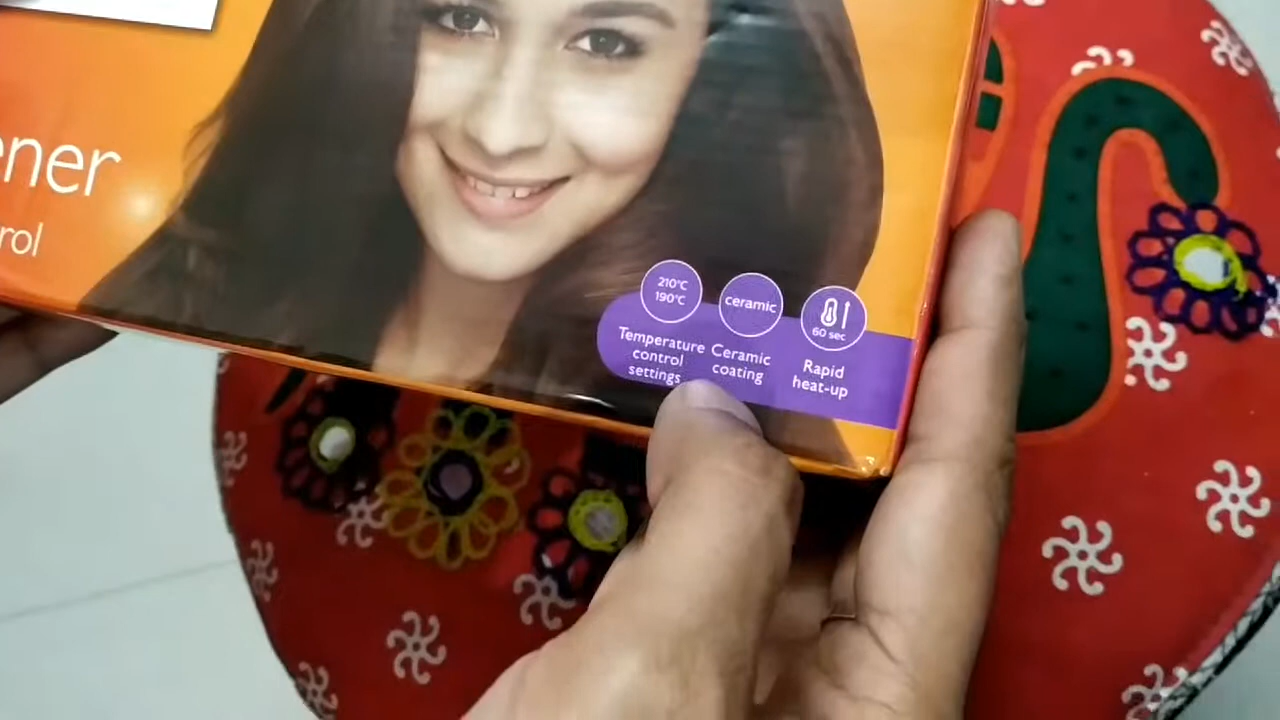 ener
rol
210°C
190°C
Temperature
control
settings
ceramic
Ceramic
coating
60 sec
Rapid
heat-up